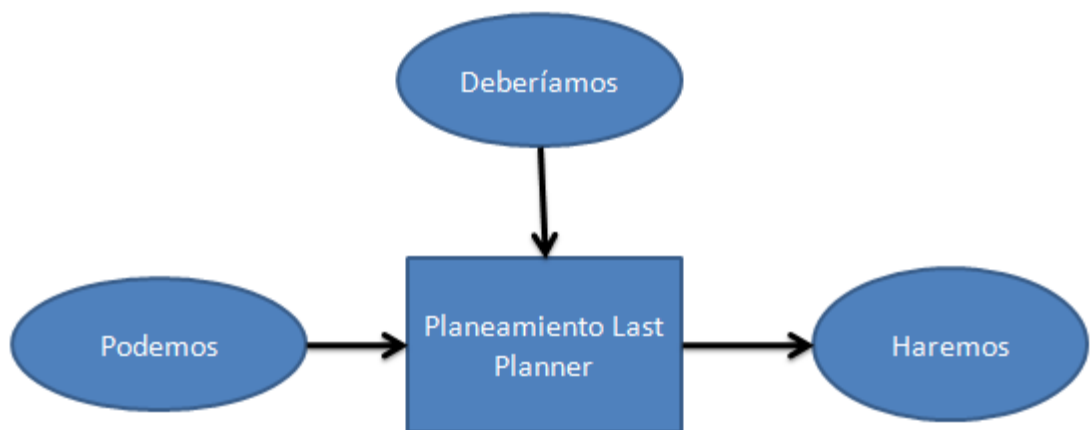 Deberíamos
Podemos
Planeamiento Last
Planner
Haremos